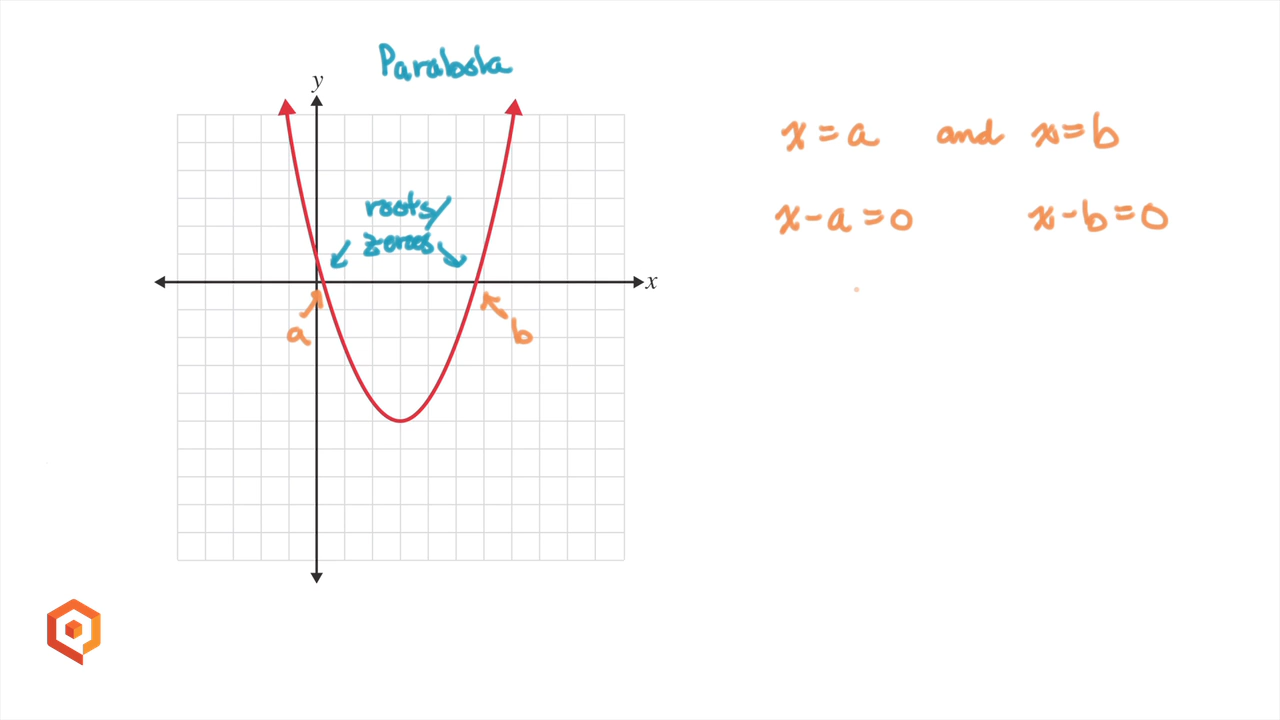 Parabola
y
x = a and x = b
roots/
zeroes
x - a = 0 x - b = 0
x
a b